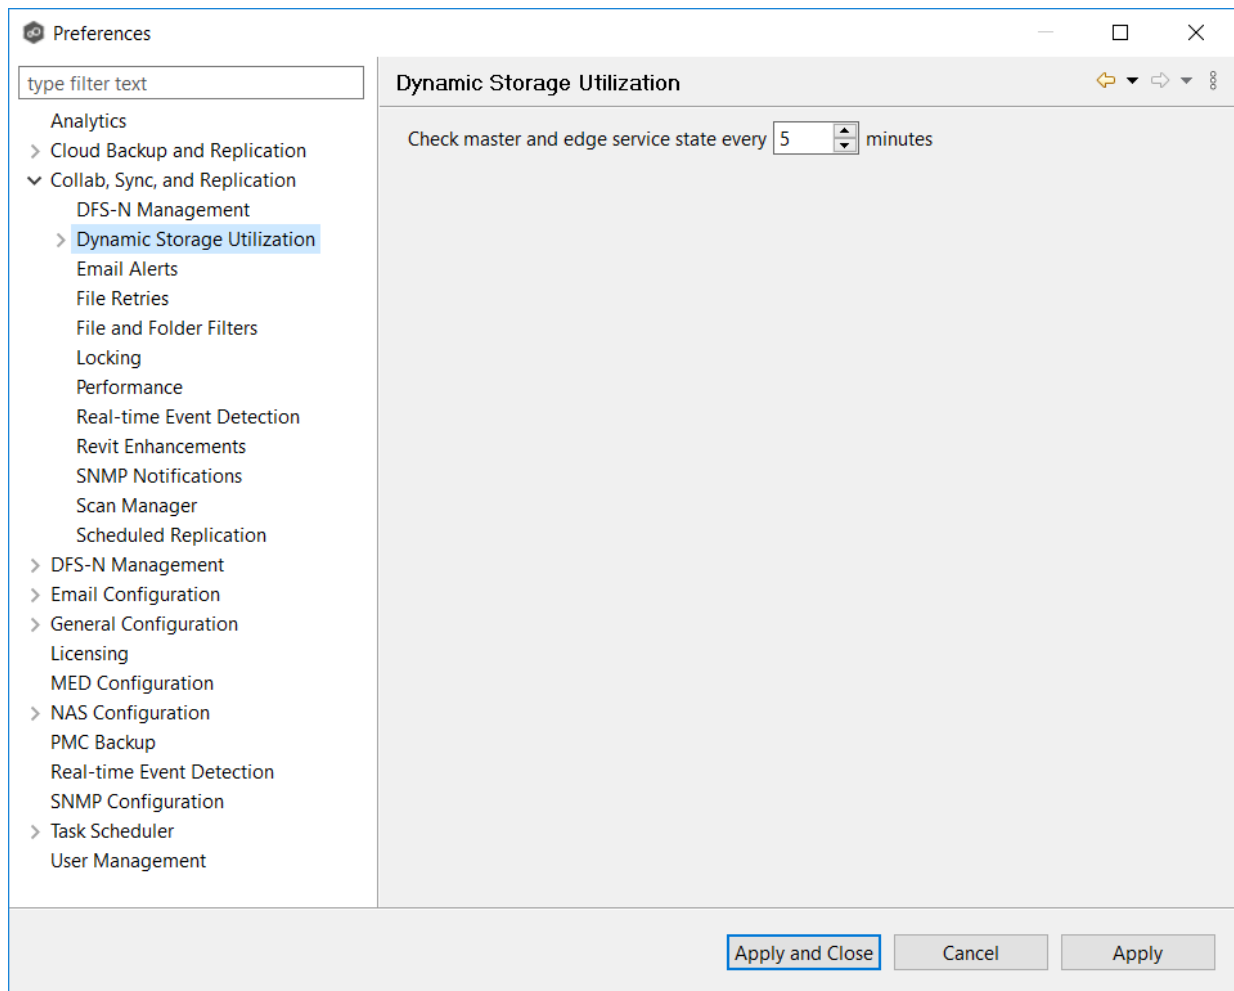 Preferences
type filter text
Analytics
Cloud Backup and Replication
Collab, Sync, and Replication
DFS-N Management
Dynamic Storage Utilization
Email Alerts
File Retries
File and Folder Filters
Locking
Performance
Real-time Event Detection
Revit Enhancements
SNMP Notifications
Scan Manager
Scheduled Replication
DFS-N Management
Email Configuration
General Configuration
Licensing
MED Configuration
NAS Configuration
PMC Backup
Real-time Event Detection
SNMP Configuration
Task Scheduler
User Management
Dynamic Storage Utilization
Check master and edge service state every 5 minutes
Apply and Close Cancel Apply